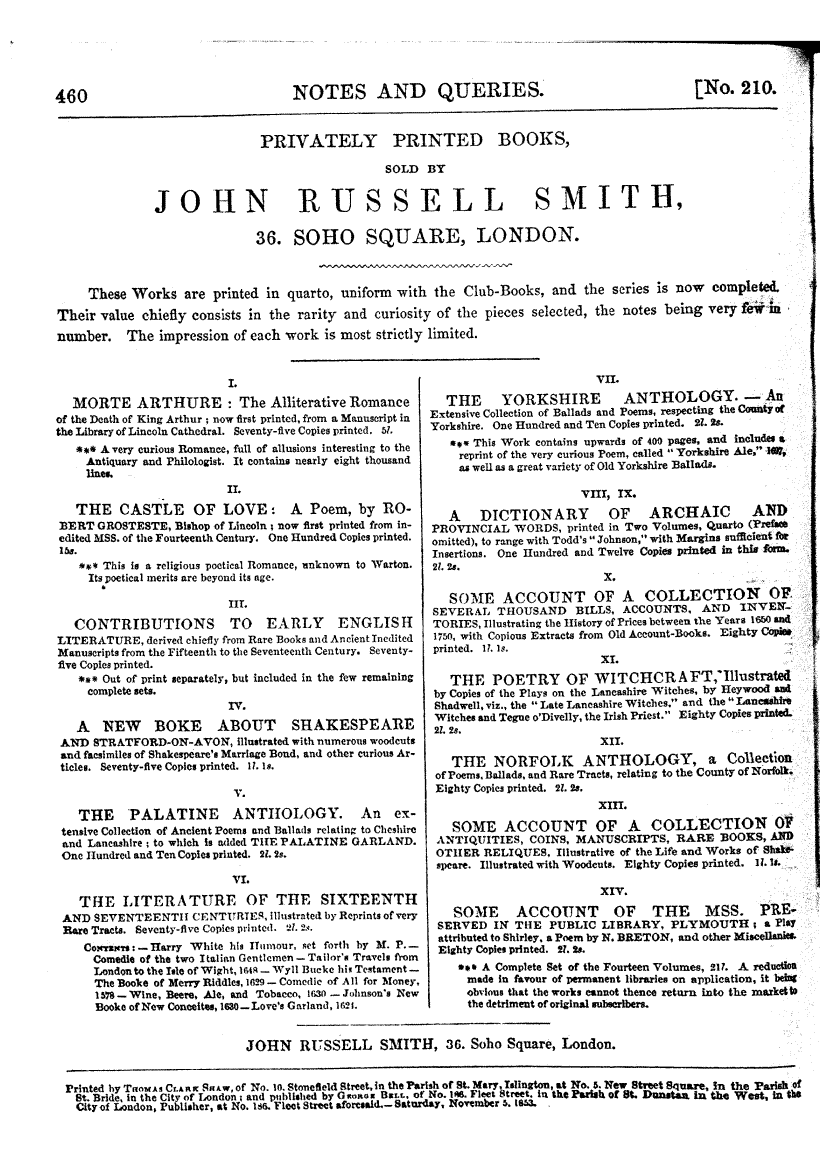 460 NOTES AND QUERIES. [No. 210.
PRIVATELY PRINTED BOOKS,
SOLD BY
JOHN RUSSELL SMITH,
36. SOHO SQUARE, LONDON.
These Works are printed in quarto, uniform with the Club-Books, and the series is now completed.
Their value chiefly consists in the rarity and curiosity of the pieces selected, the notes being very few in
number. The impression of each work is most strictly limited.
I.
MORTE ARTHURE : The Alliterative Romance
of the Death of King Arthur ; now first printed, from a Manuscript in
the Library of Lincoln Cathedral. Seventy-five Copies printed. 5l.
*** A very curious Romance, full of allusions interesting to the
Antiquary and Philologist. It contains nearly eight thousand
lines.
II.
THE CASTLE OF LOVE : A Poem, by RO-
BERT GROSTESTE, Bishop of Lincoln ; now first printed from in-
edited MSS. of the Fourteenth Century. One Hundred Copies printed.
15s.
*** This is a religious poetical Romance, unknown to Warton.
Its poetical merits are beyond its age.
III.
CONTRIBUTIONS TO EARLY ENGLISH
LITERATURE, derived chiefly from Rare Books and Ancient Inedited
Manuscripts from the Fifteenth to the Seventeenth Century. Seventy-
five Copies printed.
*** Out of print separately, but included in the few remaining
complete sets.
IV.
A NEW BOKE ABOUT SHAKESPEARE
AND STRATFORD-ON-AVON, illustrated with numerous woodcuts
and facsimiles of Shakespeare's Marriage Bond, and other curious Ar-
ticles. Seventy-five Copies printed. 1l. 1s.
V.
THE PALATINE ANTHOLOGY. An ex-
tensive Collection of Ancient Poems and Ballads relating to Cheshire
and Lancashire ; to which is added THE PALATINE GARLAND.
One Hundred and Ten Copies printed. 2l. 2s.
VI.
THE LITERATURE OF THE SIXTEENTH
AND SEVENTEENTH CENTURIES, illustrated by Reprints of very
Rare Tracts. Seventy-five Copies printed. 2l. 2s.
CONTENTS : — Harry White his Humour, set forth by M. P. —
Comedie of the two Italian Gentlemen — Tailor's Travels from
London to the Isle of Wight, 1648 — Wyll Bucke his Testament —
The Booke of Merry Riddles, 1629 — Comedie of All for Money,
1578 — Wine, Beere, Ale, and Tobacco, 1630 — Johnson's New
Booke of New Conceites, 1630 — Love's Garland, 1624.
VII.
THE YORKSHIRE ANTHOLOGY. — An
Extensive Collection of Ballads and Poems, respecting the County of
Yorkshire. One Hundred and Ten Copies printed. 2l. 2s.
*** This Work contains upwards of 400 pages, and includes a
reprint of the very curious Poem, called " Yorkshire Ale," 1697,
as well as a great variety of Old Yorkshire Ballads.
VIII, IX.
A DICTIONARY OF ARCHAIC AND
PROVINCIAL WORDS, printed in Two Volumes, Quarto (Preface
omitted), to range with Todd's " Johnson," with Margins sufficient for
Insertions. One Hundred and Twelve Copies printed in this form.
2l. 2s.
X.
SOME ACCOUNT OF A COLLECTION OF
SEVERAL THOUSAND BILLS, ACCOUNTS, AND INVEN-
TORIES, Illustrating the History of Prices between the Years 1650 and
1750, with Copious Extracts from Old Account-Books. Eighty Copies
printed. 1l. 1s.
XI.
THE POETRY OF WITCHCRAFT, Illustrated
by Copies of the Plays on the Lancashire Witches, by Heywood and
Shadwell, viz., the " Late Lancashire Witches," and the " Lancashire
Witches and Tegue o'Divelly, the Irish Priest." Eighty Copies printed.
2l. 2s.
XII.
THE NORFOLK ANTHOLOGY, a Collection
of Poems, Ballads, and Rare Tracts, relating to the County of Norfolk.
Eighty Copies printed. 2l. 2s.
XIII.
SOME ACCOUNT OF A COLLECTION OF
ANTIQUITIES, COINS, MANUSCRIPTS, RARE BOOKS, AND
OTHER RELIQUES, Illustrative of the Life and Works of Shake-
speare. Illustrated with Woodcuts. Eighty Copies printed. 1l. 1s.
XIV.
SOME ACCOUNT OF THE MSS. PRE-
SERVED IN THE PUBLIC LIBRARY, PLYMOUTH ; a Play
attributed to Shirley, a Poem by N. BRETON, and other Miscellanies.
Eighty Copies printed. 2l. 2s.
*** A Complete Set of the Fourteen Volumes, 21l. A reduction
made in favour of permanent libraries on application, it being
obvious that the works cannot thence return into the market to
the detriment of original subscribers.
JOHN RUSSELL SMITH, 36. Soho Square, London.
Printed by THOMAS CLARK SHAW, of No. 10. Stonefield Street, in the Parish of St. Mary, Islington, at No. 5. New Street Square, in the Parish of
St. Bride, in the City of London ; and published by GEORGE BELL, of No. 186. Fleet Street, in the Parish of St. Dunstan in the West, in the
City of London, Publisher, at No. 186. Fleet Street aforesaid. — Saturday, November 5. 1853.